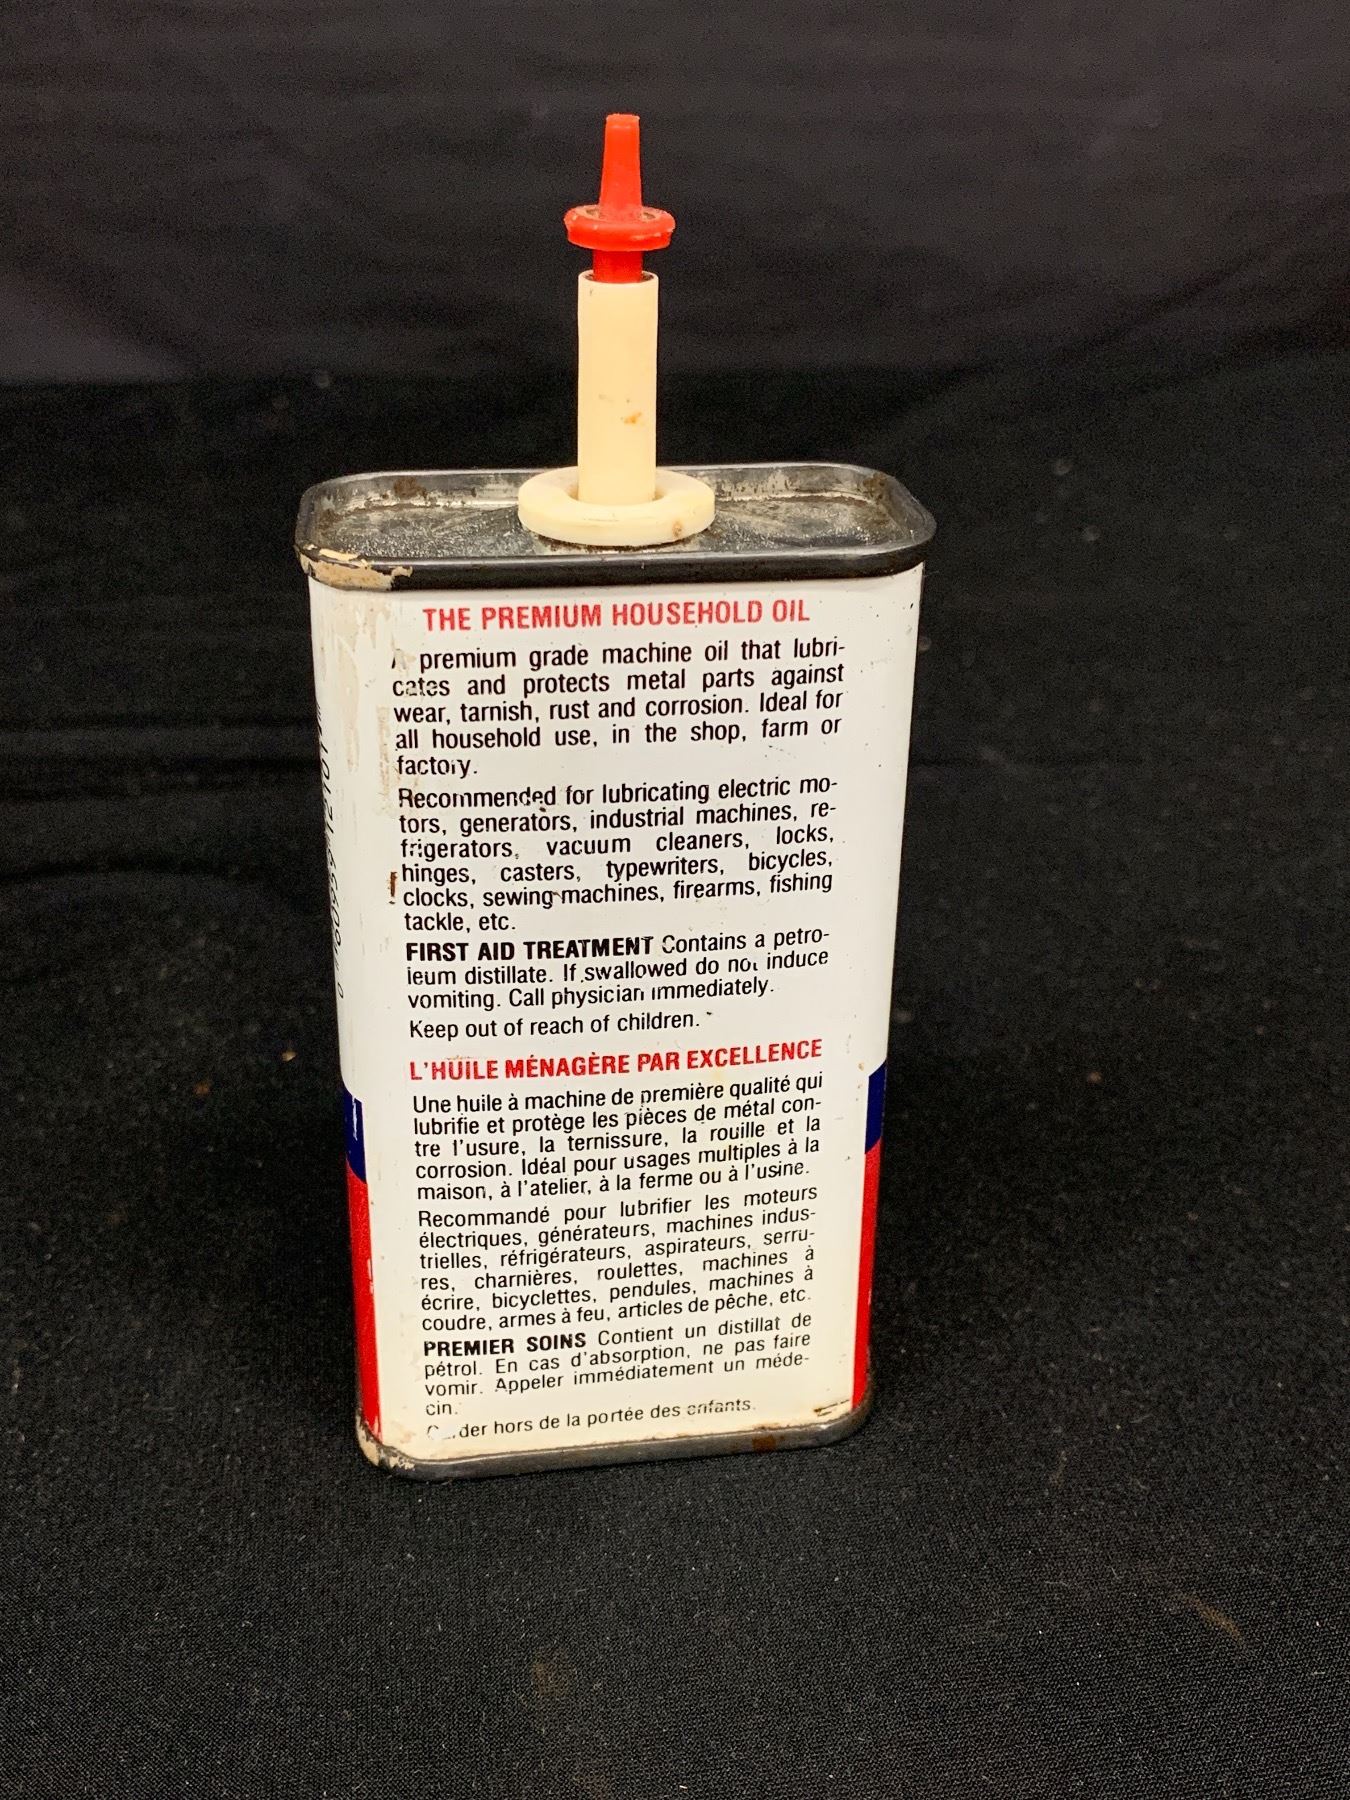 THE PREMIUM HOUSEHOLD OIL
A premium grade machine oil that lubri-
cates and protects metal parts against
wear, tarnish, rust and corrosion. Ideal for
all household use, in the shop, farm or
factory.
Recommended for lubricating electric mo-
tors, generators, industrial machines, re-
frigerators, vacuum cleaners, locks,
hinges, casters, typewriters, bicycles,
clocks, sewing machines, firearms, fishing
tackle, etc.
FIRST AID TREATMENT Contains a petro-
leum distillate. If swallowed do not induce
vomiting. Call physician immediately.
Keep out of reach of children.
L'HUILE MÉNAGÈRE PAR EXCELLENCE
Une huile à machine de première qualité qui
lubrifie et protège les pièces de métal con-
tre l'usure, la ternissure, la rouille et la
corrosion. Idéal pour usages multiples à la
maison, à l'atelier, à la ferme ou à l'usine.
Recommandé pour lubrifier les moteurs
électriques, générateurs, machines indus-
trielles, réfrigérateurs, aspirateurs, serru-
res, charnières, roulettes, machines à
écrire, bicyclettes, pendules, machines à
coudre, armes à feu, articles de pêche, etc.
PREMIER SOINS Contient un distillat de
pétrol. En cas d'absorption, ne pas faire
vomir. Appeler immédiatement un méde-
cin.
Garder hors de la portée des enfants.